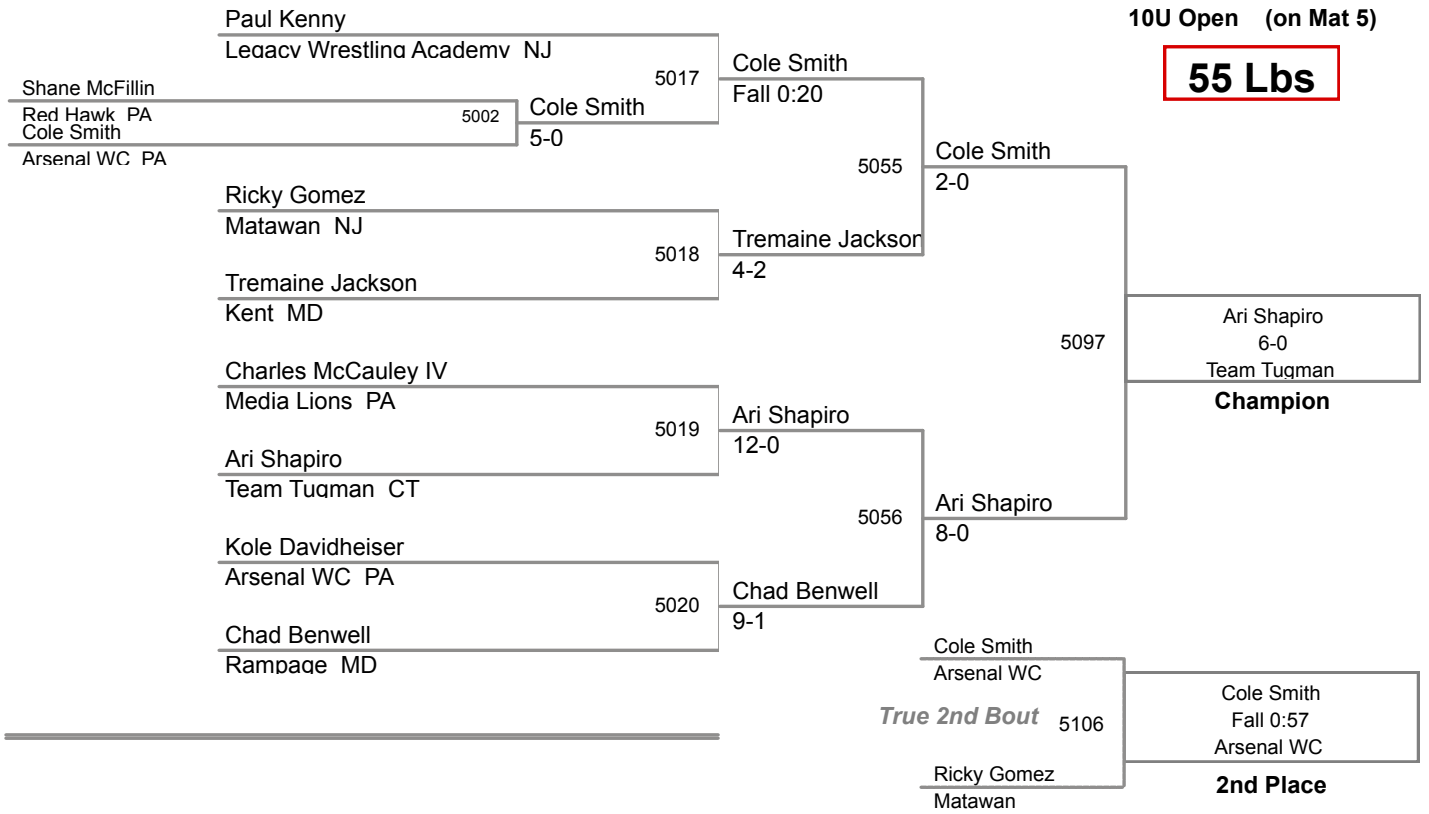 Paul Kenny
10U Open (on Mat 5)
Legacy Wrestling Academy NJ
Cole Smith
5017
55 Lbs
Shane McFillin
Fall 0:20
Red Hawk PA
5002
Cole Smith
Cole Smith
5-0
Arsenal WC PA
Cole Smith
5055
2-0
Ricky Gomez
Matawan NJ
Tremaine Jackson
5018
4-2
Tremaine Jackson
Kent MD
Ari Shapiro
5097
6-0
Team Tugman
Charles McCauley IV
Media Lions PA
Champion
Ari Shapiro
5019
12-0
Ari Shapiro
Team Tugman CT
Ari Shapiro
5056
8-0
Kole Davidheiser
Arsenal WC PA
Chad Benwell
5020
9-1
Chad Benwell
Rampage MD
Cole Smith
Arsenal WC
Cole Smith
True 2nd Bout
5106
Fall 0:57
Arsenal WC
Ricky Gomez
2nd Place
Matawan